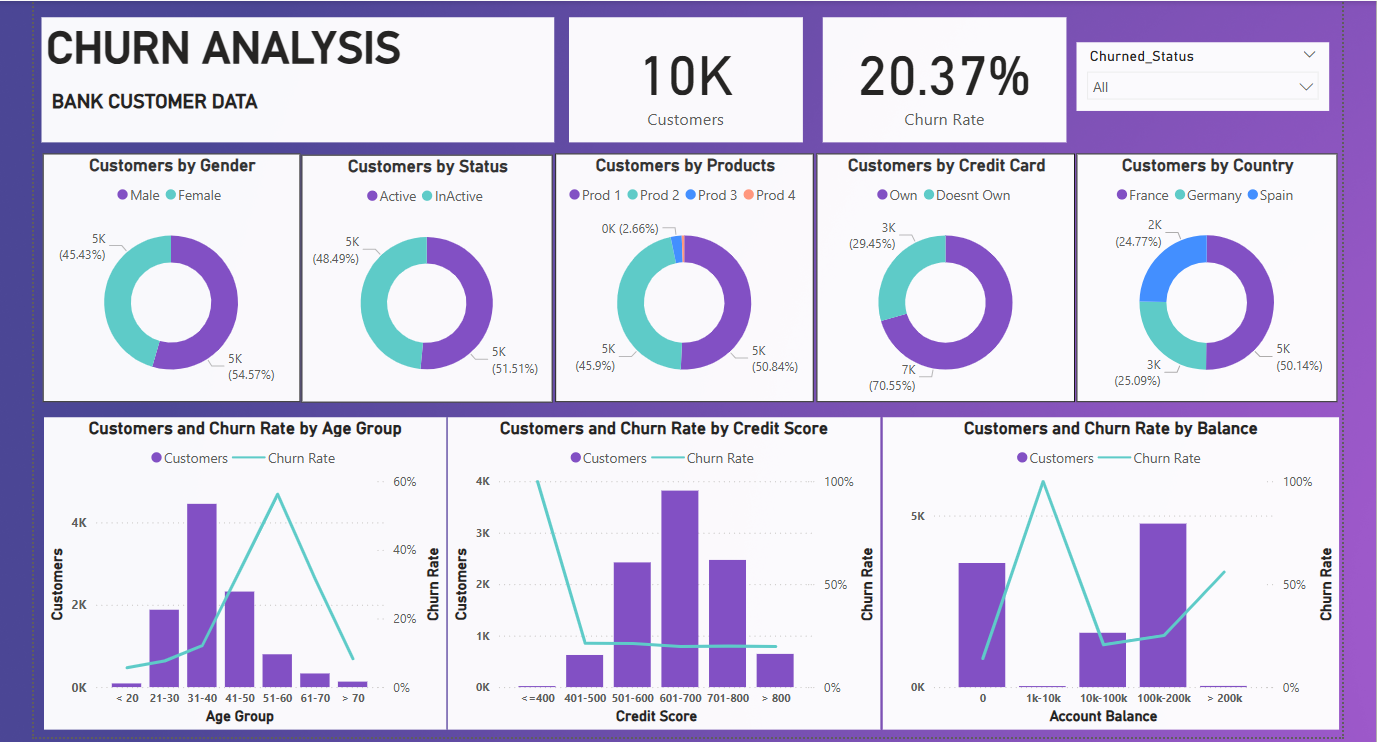 CHURN ANALYSIS
BANK CUSTOMER DATA
10K
Customers
20.37%
Churn Rate
Churned_Status
All
Customers by Gender
Male Female
5K
(45.43%)
5K
(54.57%)
Customers by Status
Active InActive
5K
(48.49%)
5K
(51.51%)
Customers by Products
Prod 1 Prod 2 Prod 3 Prod 4
0K (2.66%)
5K
(45.9%)
5K
(50.84%)
Customers by Credit Card
Own Doesnt Own
3K
(29.45%)
7K
(70.55%)
Customers by Country
France Germany Spain
2K
(24.77%)
3K
(25.09%)
5K
(50.14%)
Customers and Churn Rate by Age Group
Customers Churn Rate
Customers
4K
2K
0K
60%
40%
20%
0%
Churn Rate
< 20 21-30 31-40 41-50 51-60 61-70 > 70
Age Group
Customers and Churn Rate by Credit Score
Customers Churn Rate
Customers
4K
3K
2K
1K
0K
100%
50%
0%
Churn Rate
<=400 401-500 501-600 601-700 701-800 > 800
Credit Score
Customers and Churn Rate by Balance
Customers Churn Rate
5K
0K
100%
50%
0%
Churn Rate
0 1k-10k 10k-100k 100k-200k > 200k
Account Balance